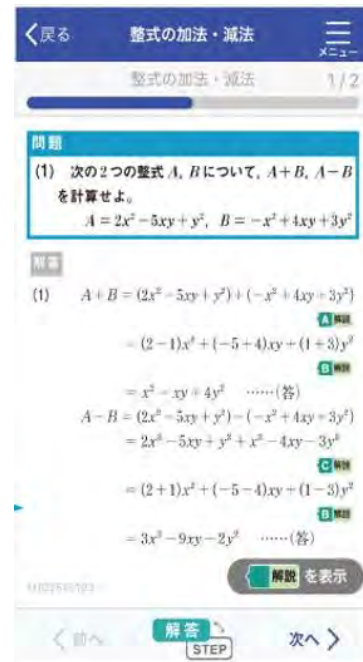 戻る 整式の加法・減法 メニュー
整式の加法・減法 1/2
問題
(1) 次の2つの整式 A, B について, A+B, A−B
を計算せよ。
A=2x²−5xy+y², B=−x²+4xy+3y²
解答
(1) A+B=(2x²−5xy+y²)+(−x²+4xy+3y²)
A 解説
=(2−1)x²+(−5+4)xy+(1+3)y²
B 解説
=x²−xy+4y² ……(答)
A−B=(2x²−5xy+y²)−(−x²+4xy+3y²)
=2x²−5xy+y²+x²−4xy−3y²
C 解説
=(2+1)x²+(−5−4)xy+(1−3)y²
B 解説
=3x²−9xy−2y² ……(答)
解説 を表示
前へ 解答 STEP 次へ